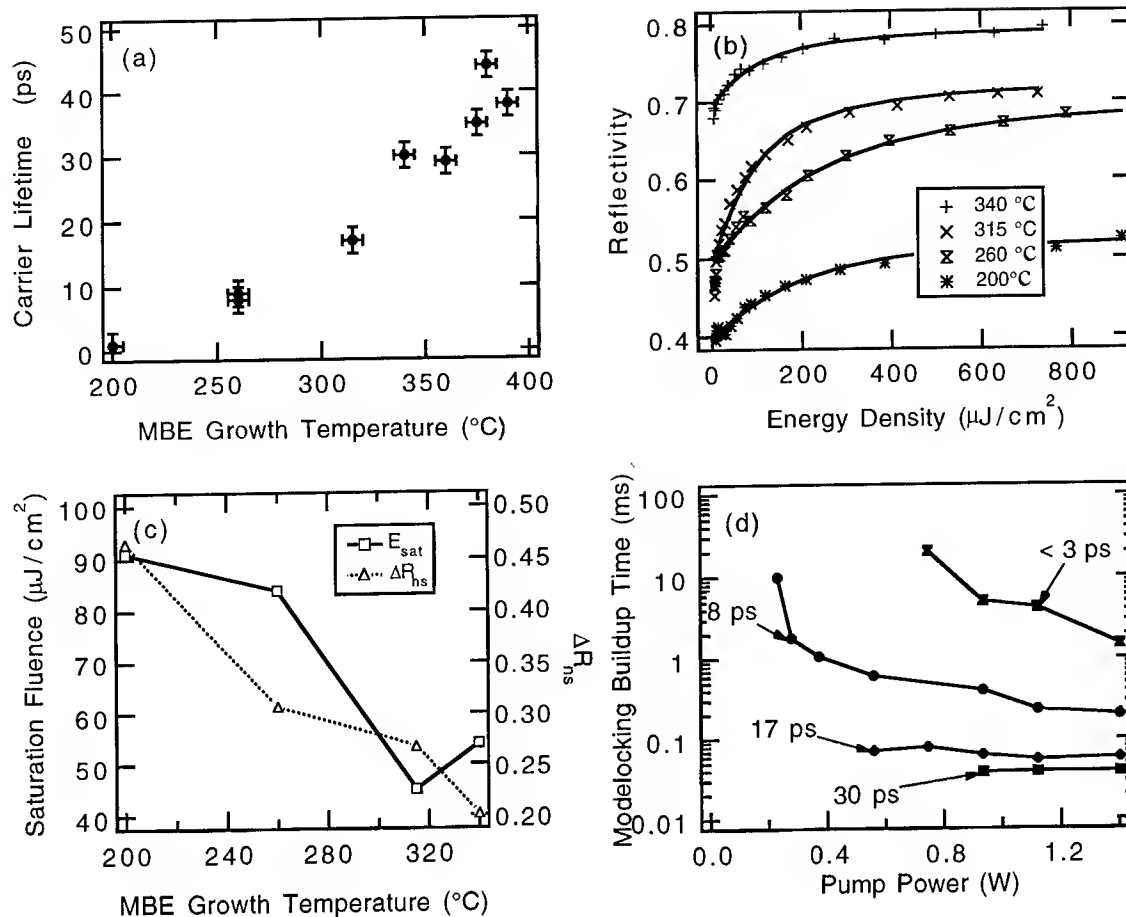 (a)
Carrier Lifetime (ps)
50
40
30
20
10
0
200
250
300
350
400
MBE Growth Temperature (°C)
(b)
Reflectivity
0.8
0.7
0.6
0.5
0.4
340 °C
315 °C
260 °C
200°C
0
200
400
600
800
Energy Density (μJ/cm²)
(c)
Saturation Fluence (μJ/cm²)
100
90
80
70
60
50
40
E_sat
ΔR_ns
0.50
0.45
0.40
0.35
0.30
0.25
0.20
ΔR_ns
200
240
280
320
MBE Growth Temperature (°C)
(d)
Modelocking Buildup Time (ms)
100
10
1
0.1
0.01
< 3 ps
8 ps
17 ps
30 ps
0.0
0.4
0.8
1.2
Pump Power (W)